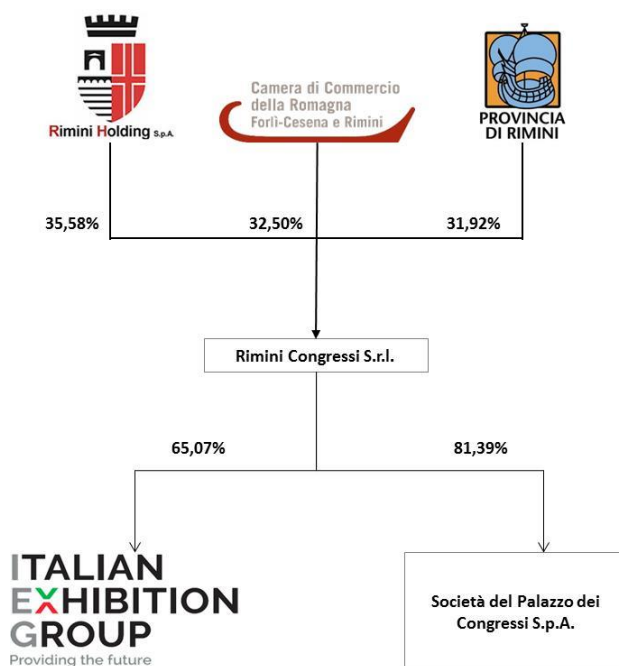 Rimini Holding S.p.A.
Camera di Commercio
della Romagna
Forlì-Cesena e Rimini
PROVINCIA
DI RIMINI
35,58%
32,50%
31,92%
Rimini Congressi S.r.l.
65,07%
81,39%
ITALIAN
EXHIBITION
GROUP
Providing the future
Società del Palazzo dei
Congressi S.p.A.